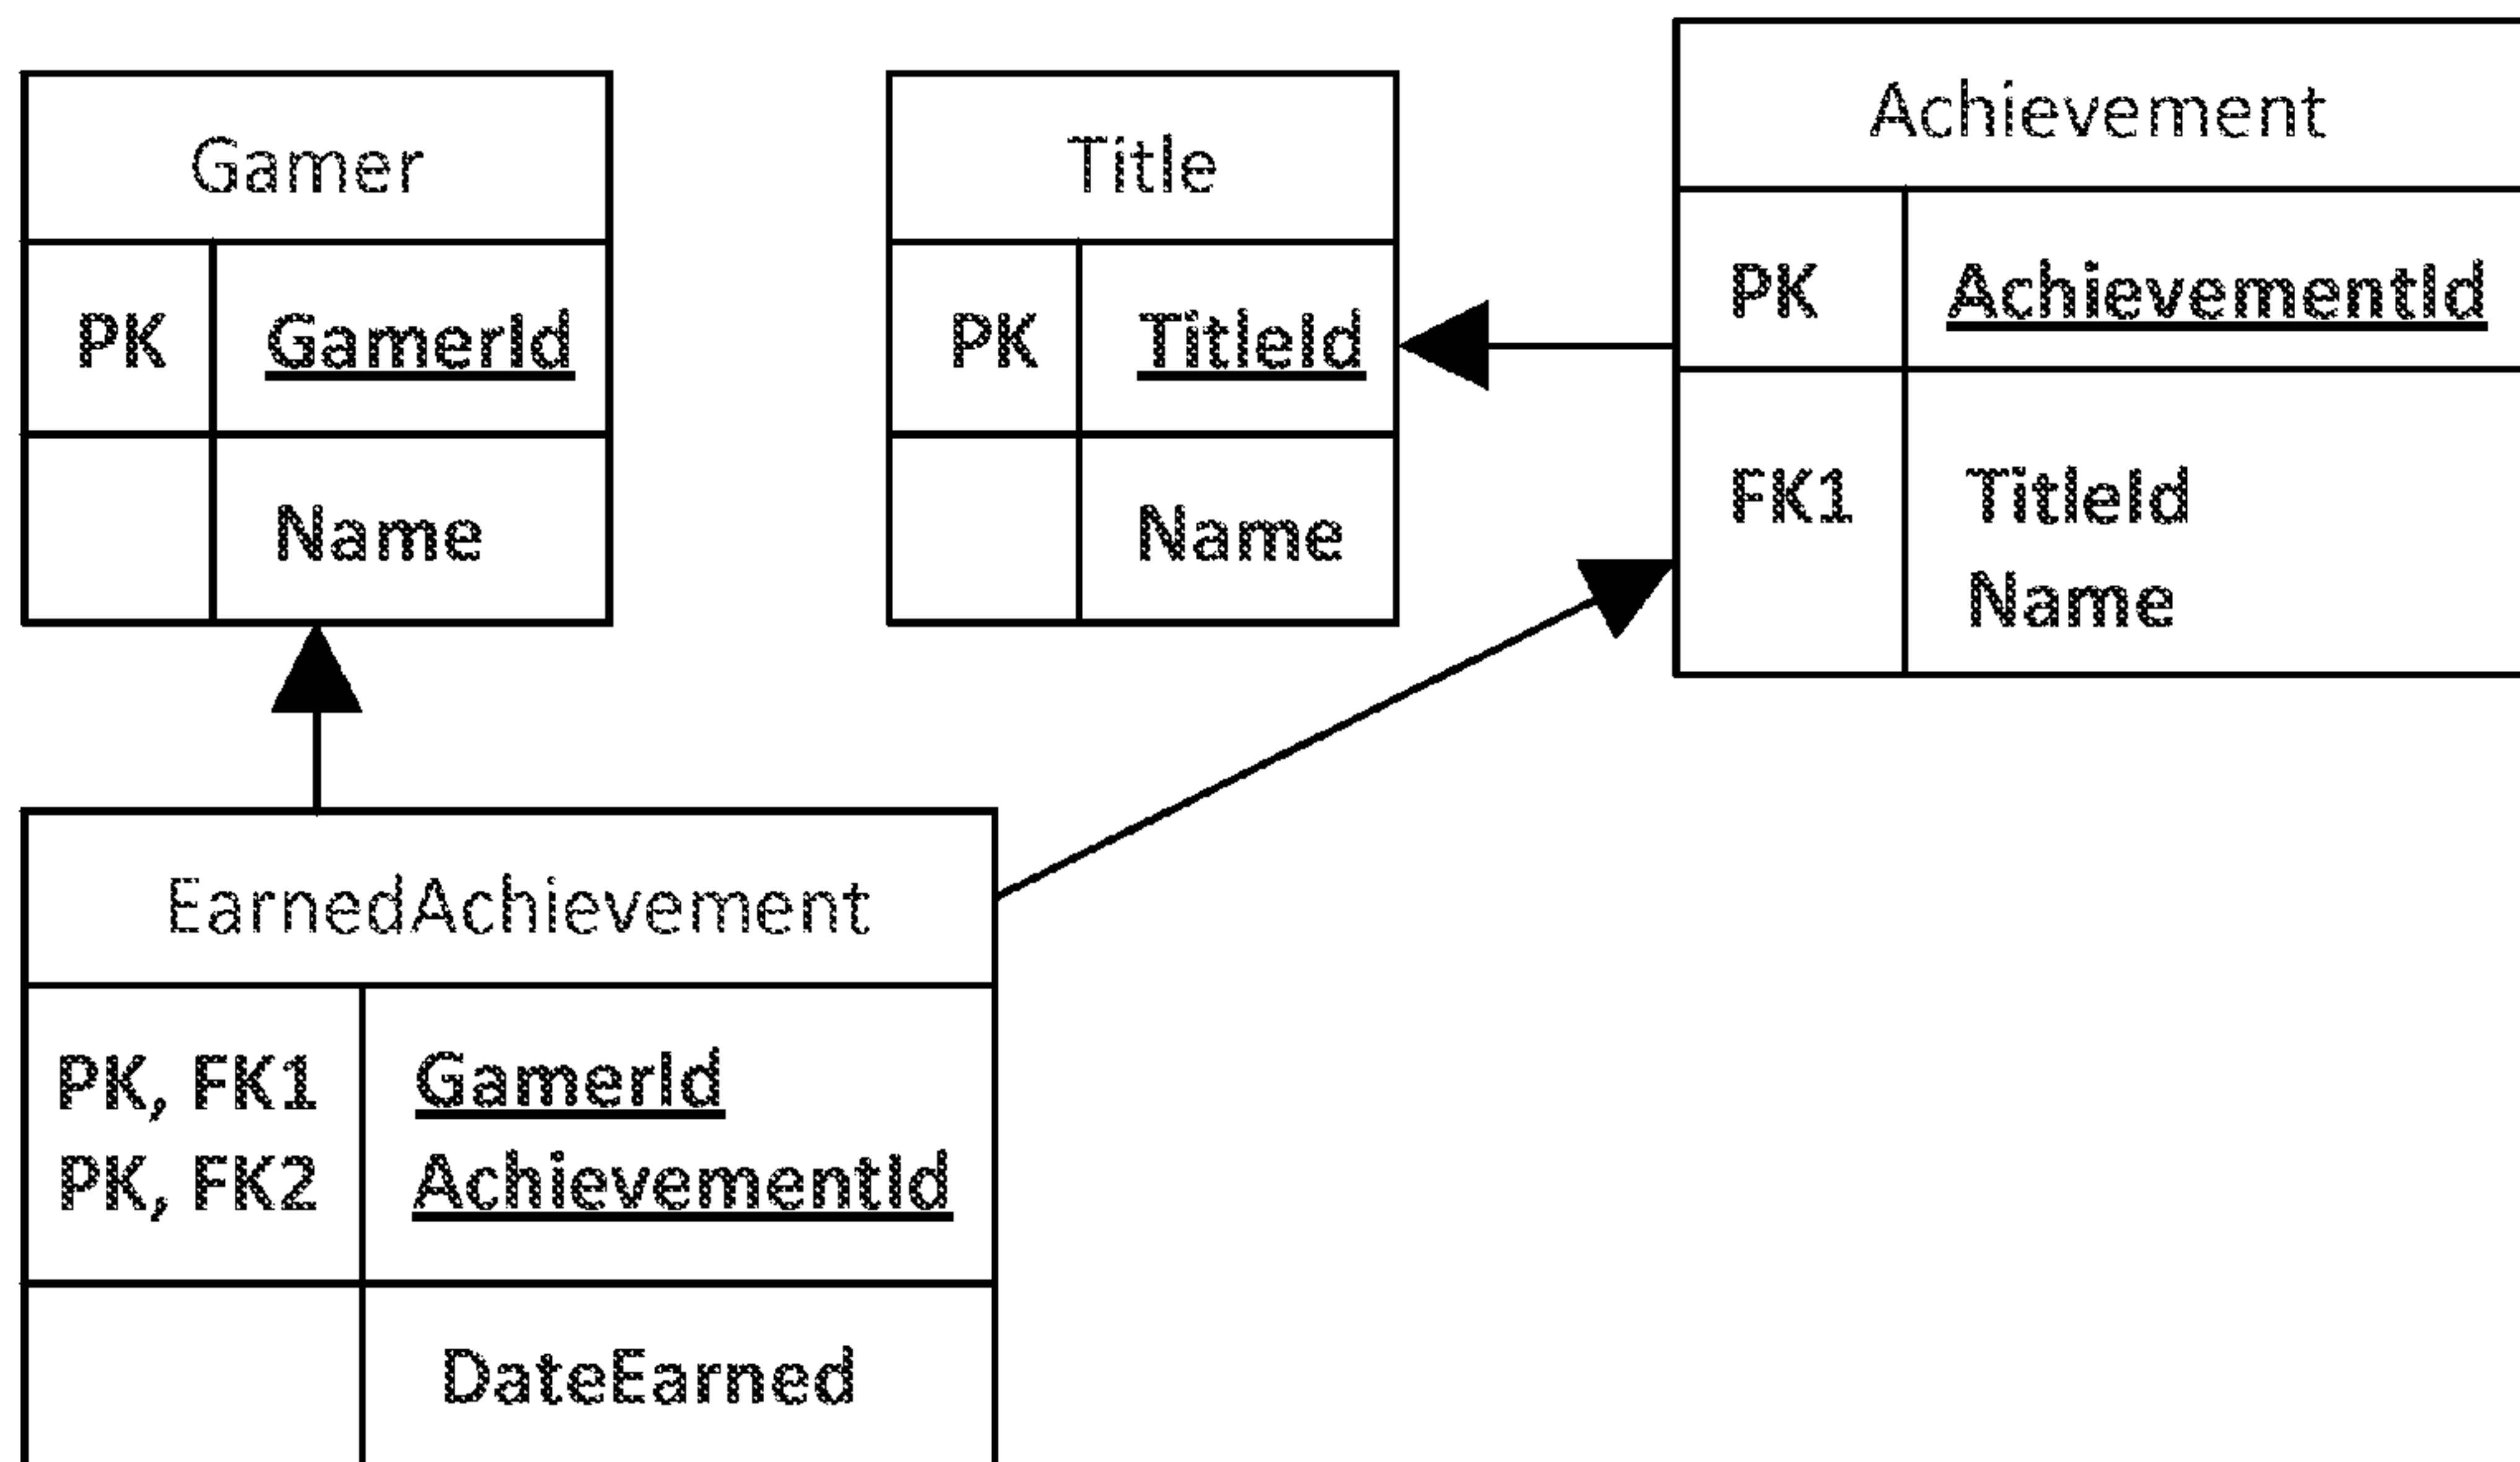 Gamer
PK GamerId
Name
Title
PK TitleId
Name
Achievement
PK AchievementId
FK1 TitleId
Name
EarnedAchievement
PK, FK1 GamerId
PK, FK2 AchievementId
DateEarned